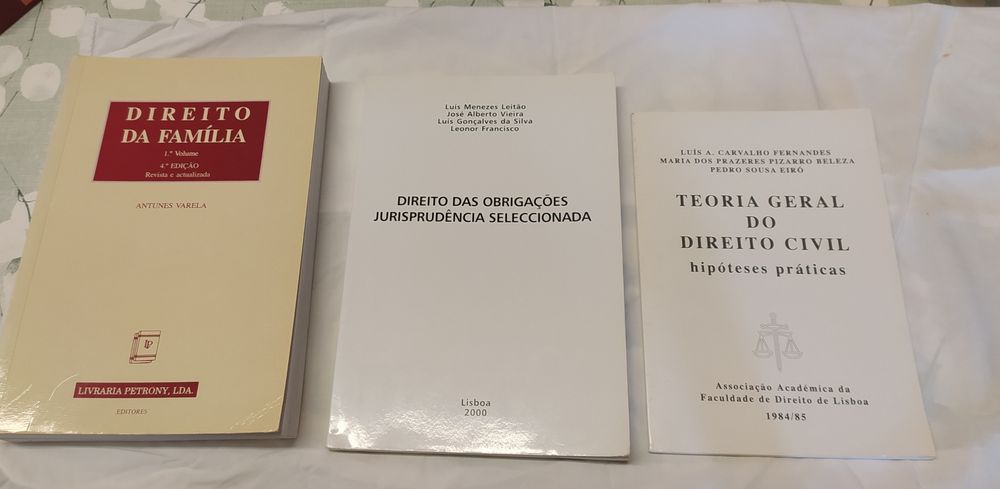 DIREITO
DA FAMÍLIA
1.º Volume
4.ª EDIÇÃO
Revista e actualizada
ANTUNES VARELA
LP
LIVRARIA PETRONY, LDA.
EDITORES
Luís Menezes Leitão
José Alberto Vieira
Luís Gonçalves da Silva
Leonor Francisco
DIREITO DAS OBRIGAÇÕES
JURISPRUDÊNCIA SELECCIONADA
Lisboa
2000
LUÍS A. CARVALHO FERNANDES
MARIA DOS PRAZERES PIZARRO BELEZA
PEDRO SOUSA EIRÓ
TEORIA GERAL
DO
DIREITO CIVIL
hipóteses práticas
Associação Académica da
Faculdade de Direito de Lisboa
1984/85